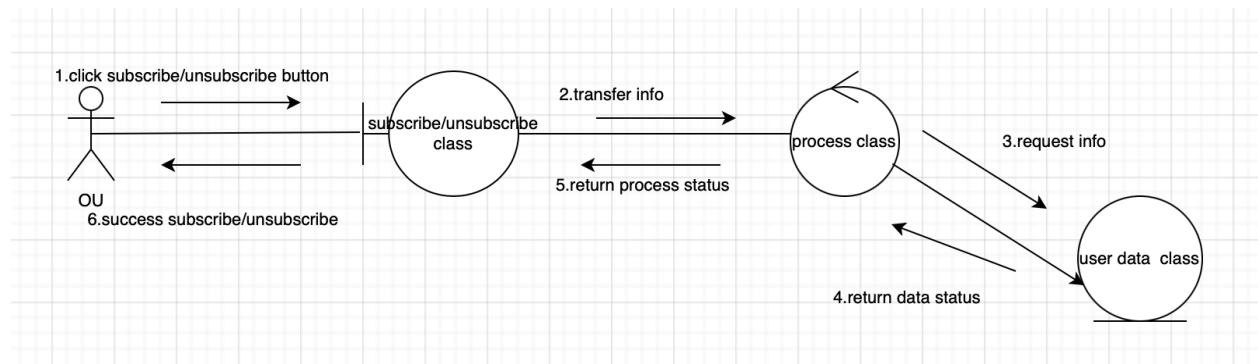 1.click subscribe/unsubscribe button
2.transfer info
subscribe/unsubscribe
class
process class
3.request info
5.return process status
OU
6.success subscribe/unsubscribe
user data class
4.return data status